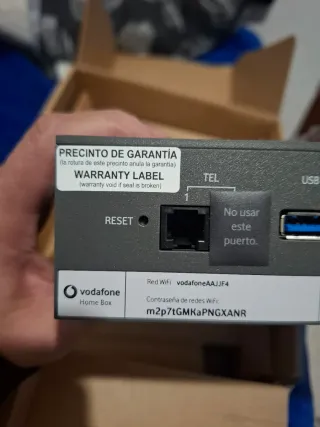 PRECINTO DE GARANTÍA
(la rotura de este precinto anula la garantía)
WARRANTY LABEL
(warranty void if seal is broken)
TEL
USB
1
RESET
No usar
este
puerto.
vodafone
Home Box
Red WiFi: vodafoneAAJJF4
Contraseña de redes WiFi:
m2p7tGMKaPNGXANR